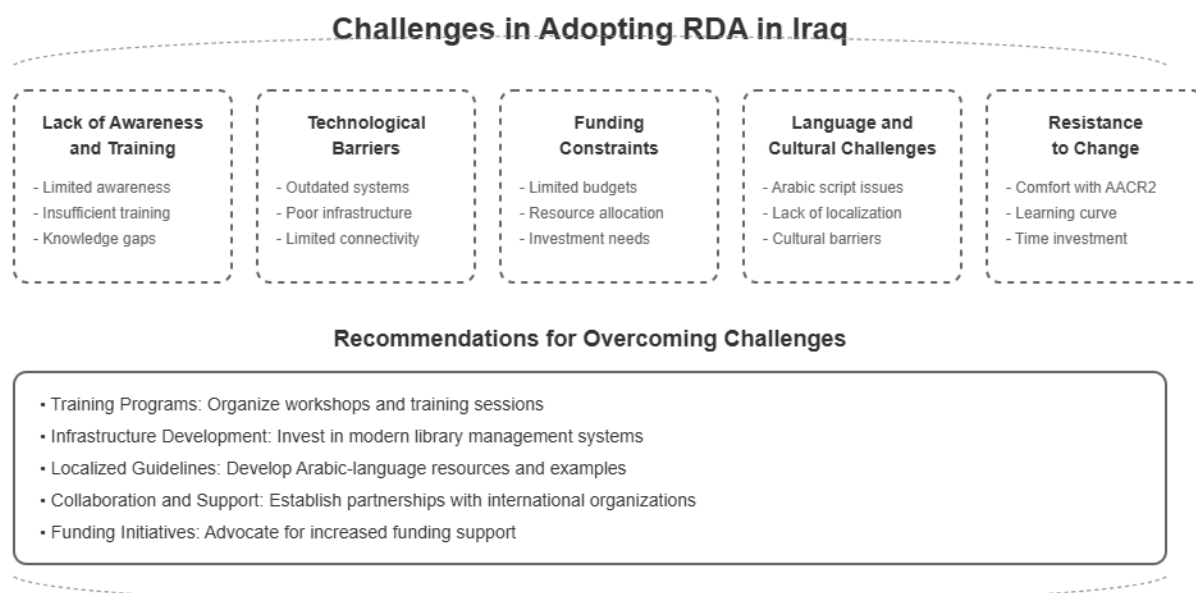 Challenges in Adopting RDA in Iraq
Lack of Awareness
and Training
- Limited awareness
- Insufficient training
- Knowledge gaps
Technological
Barriers
- Outdated systems
- Poor infrastructure
- Limited connectivity
Funding
Constraints
- Limited budgets
- Resource allocation
- Investment needs
Language and
Cultural Challenges
- Arabic script issues
- Lack of localization
- Cultural barriers
Resistance
to Change
- Comfort with AACR2
- Learning curve
- Time investment
Recommendations for Overcoming Challenges
• Training Programs: Organize workshops and training sessions
• Infrastructure Development: Invest in modern library management systems
• Localized Guidelines: Develop Arabic-language resources and examples
• Collaboration and Support: Establish partnerships with international organizations
• Funding Initiatives: Advocate for increased funding support